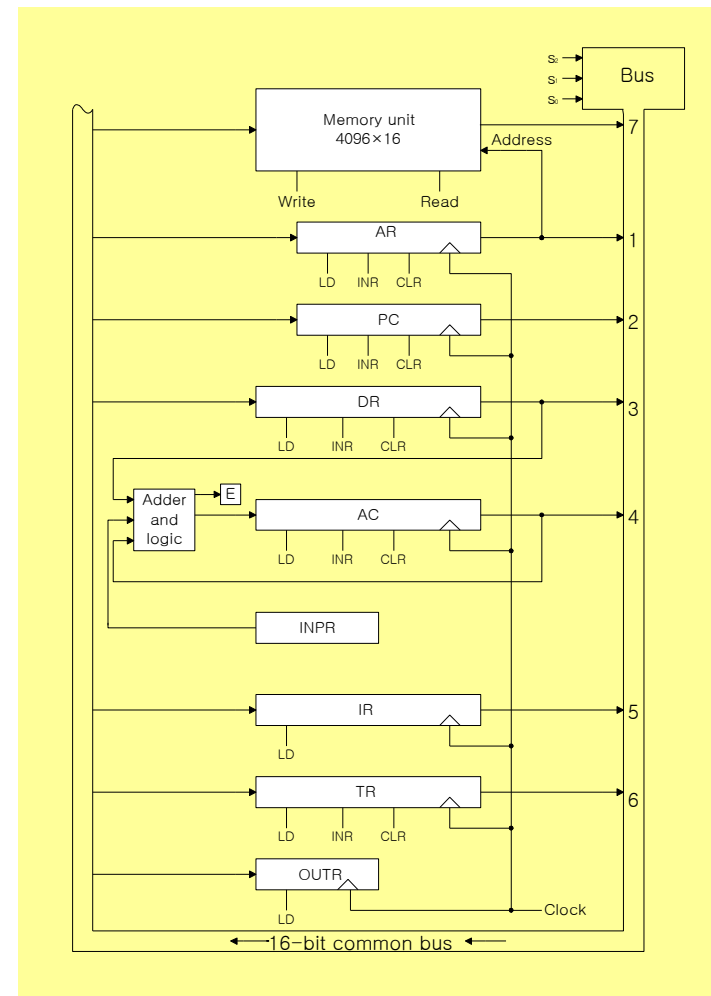 S₂
S₁
S₀
Bus
Memory unit
4096×16
7
Address
Write
Read
AR
1
LD
INR
CLR
PC
2
LD
INR
CLR
DR
3
LD
INR
CLR
Adder
and
logic
E
AC
4
LD
INR
CLR
INPR
IR
5
LD
TR
6
LD
INR
CLR
OUTR
LD
Clock
16-bit common bus